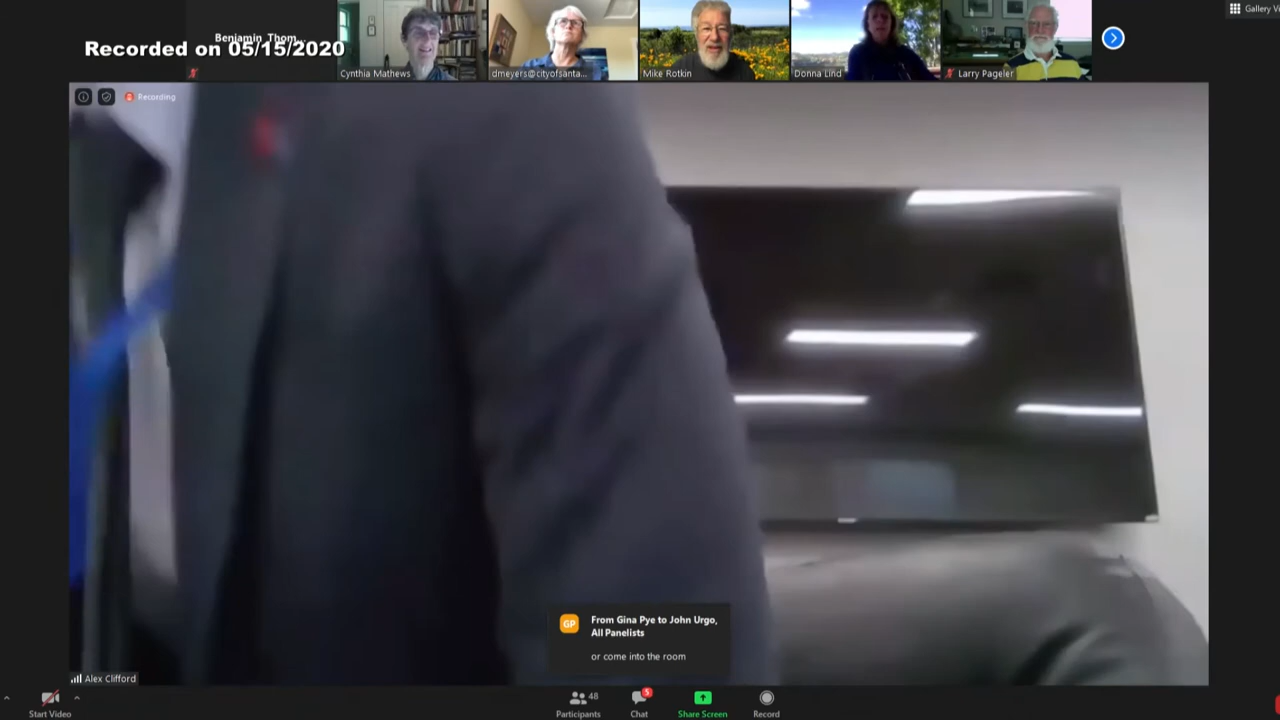 Benjamin Thom...
Recorded on 05/15/2020
Cynthia Mathews
dmeyers@cityofsanta...
Mike Rotkin
Donna Lind
Larry Pageler
Gallery Vi
Recording
From Gina Pye to John Urgo,
All Panelists
GP
or come into the room
Alex Clifford
Start Video
48
Participants
5
Chat
Share Screen
Record